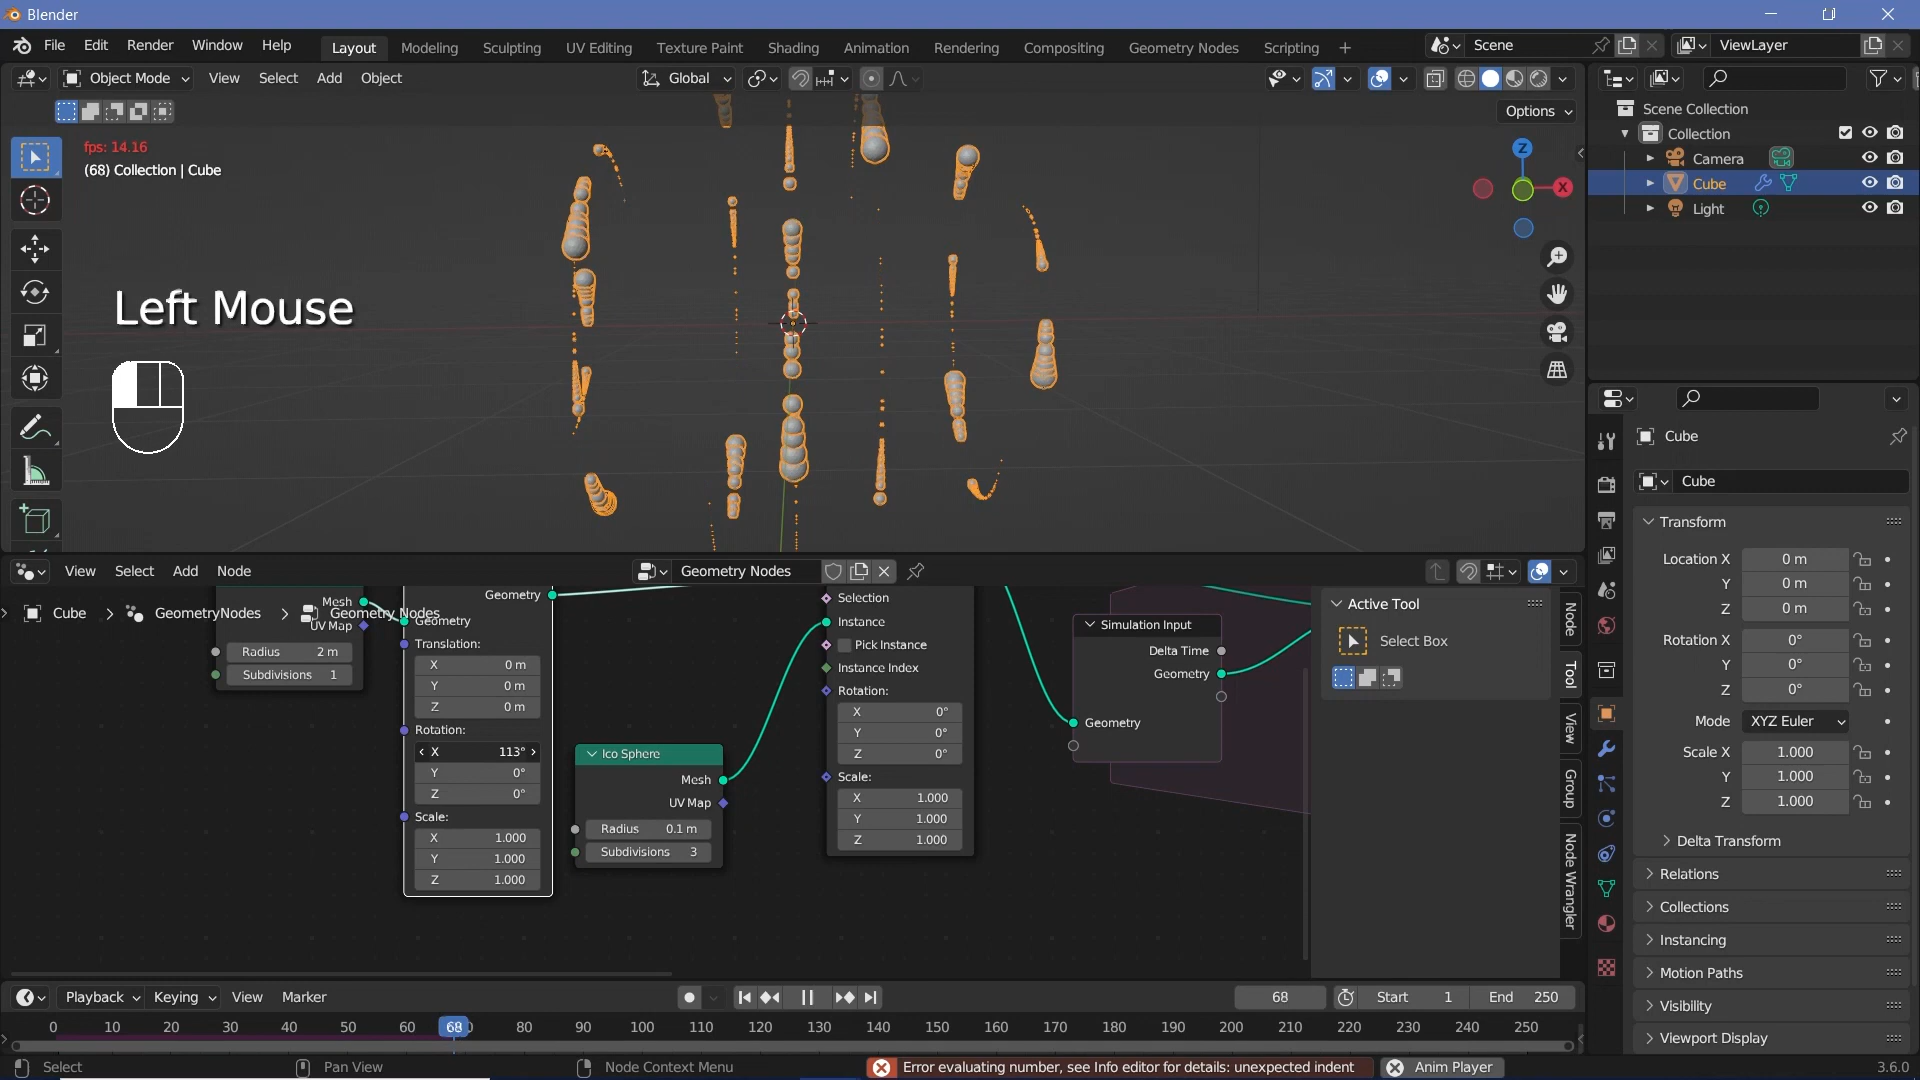 Blender
File Edit Render Window Help Layout Modeling Sculpting UV Editing Texture Paint Shading Animation Rendering Compositing Geometry Nodes Scripting + Scene ViewLayer
Object Mode View Select Add Object Global
Options
fps: 14.16
(68) Collection | Cube
Left Mouse
Z
X
Scene Collection
Collection
Camera
Cube
Light
Cube
Cube
Transform
Location X 0 m
Y 0 m
Z 0 m
Rotation X 0°
Y 0°
Z 0°
Mode XYZ Euler
Scale X 1.000
Y 1.000
Z 1.000
Delta Transform
Relations
Collections
Instancing
Motion Paths
Visibility
Viewport Display
View Select Add Node Geometry Nodes
Cube > GeometryNodes > Geometry Nodes
Mesh
UV Map
Radius 2 m
Subdivisions 1
Geometry
Geometry
Translation:
X 0 m
Y 0 m
Z 0 m
Rotation:
X 113°
Y 0°
Z 0°
Scale:
X 1.000
Y 1.000
Z 1.000
Ico Sphere
Mesh
UV Map
Radius 0.1 m
Subdivisions 3
Selection
Instance
Pick Instance
Instance Index
Rotation:
X 0°
Y 0°
Z 0°
Scale:
X 1.000
Y 1.000
Z 1.000
Simulation Input
Delta Time
Geometry
Geometry
Active Tool
Select Box
Node
Tool
View
Group
Node Wrangler
Playback Keying View Marker 68 Start 1 End 250
0 10 20 30 40 50 60 68 80 90 100 110 120 130 140 150 160 170 180 190 200 210 220 230 240 250
Select Pan View Node Context Menu Error evaluating number, see Info editor for details: unexpected indent Anim Player 3.6.0